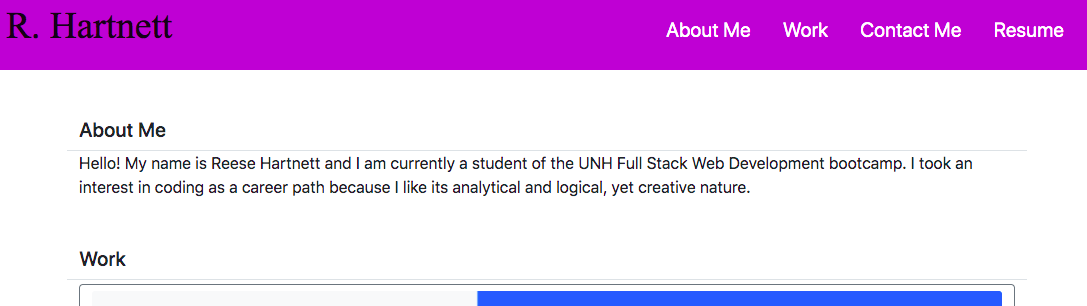 R. Hartnett
About Me Work Contact Me Resume
About Me
Hello! My name is Reese Hartnett and I am currently a student of the UNH Full Stack Web Development bootcamp. I took an
interest in coding as a career path because I like its analytical and logical, yet creative nature.
Work